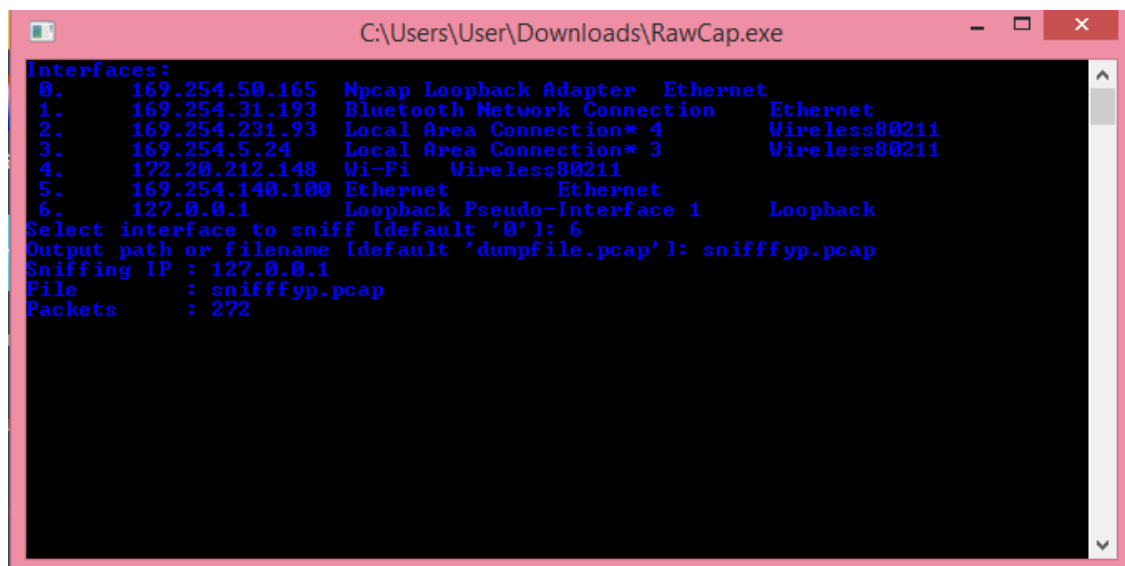 C:\Users\User\Downloads\RawCap.exe
Interfaces:
0. 169.254.50.165 Npcap Loopback Adapter Ethernet
1. 169.254.31.193 Bluetooth Network Connection Ethernet
2. 169.254.231.93 Local Area Connection* 4 Wireless80211
3. 169.254.5.24 Local Area Connection* 3 Wireless80211
4. 172.20.212.148 Wi-Fi Wireless80211
5. 169.254.140.100 Ethernet Ethernet
6. 127.0.0.1 Loopback Pseudo-Interface 1 Loopback
Select interface to sniff [default '0']: 6
Output path or filename [default 'dumpfile.pcap']: snifffyp.pcap
Sniffing IP : 127.0.0.1
File : snifffyp.pcap
Packets : 272